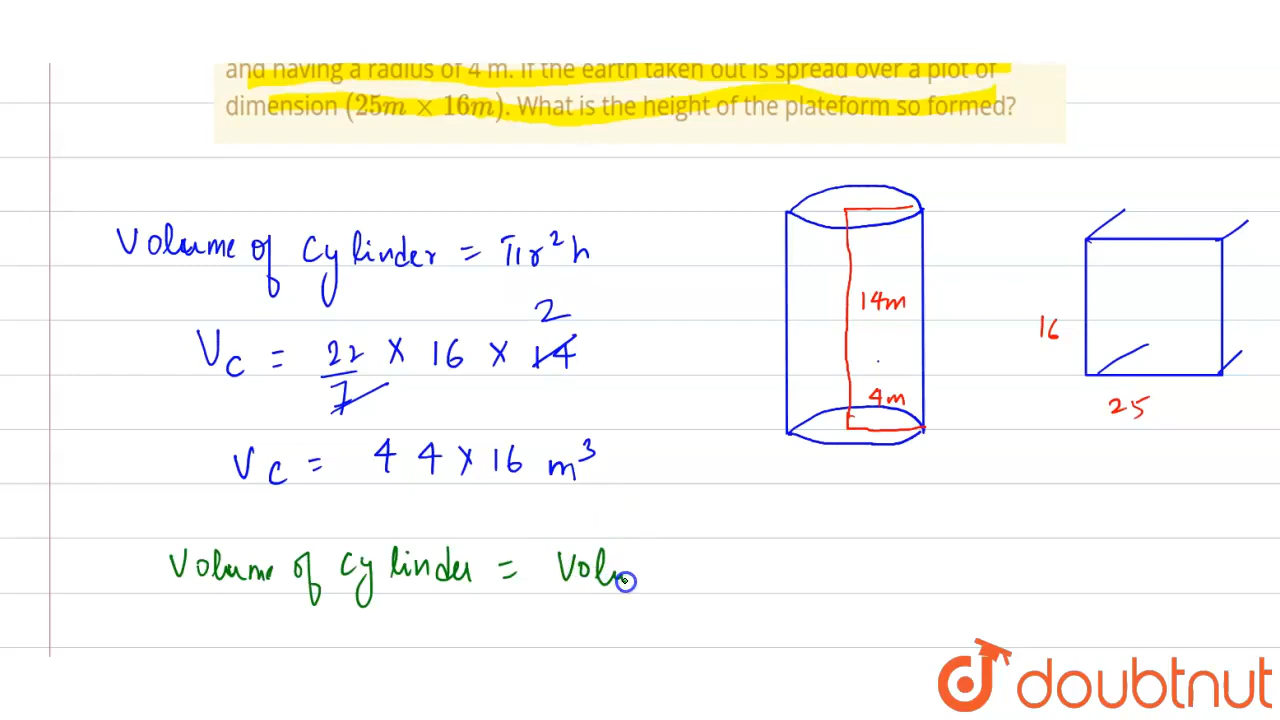 and having a radius of 4 m. If the earth taken out is spread over a plot of
dimension (25m × 16m). What is the height of the plateform so formed?
Volume of Cylinder = πr²h
Vc = 22/7 × 16 × 14 2
Vc = 44 × 16 m³
Volume of Cylinder = Volu
14m
4m
16
25
doubtnut